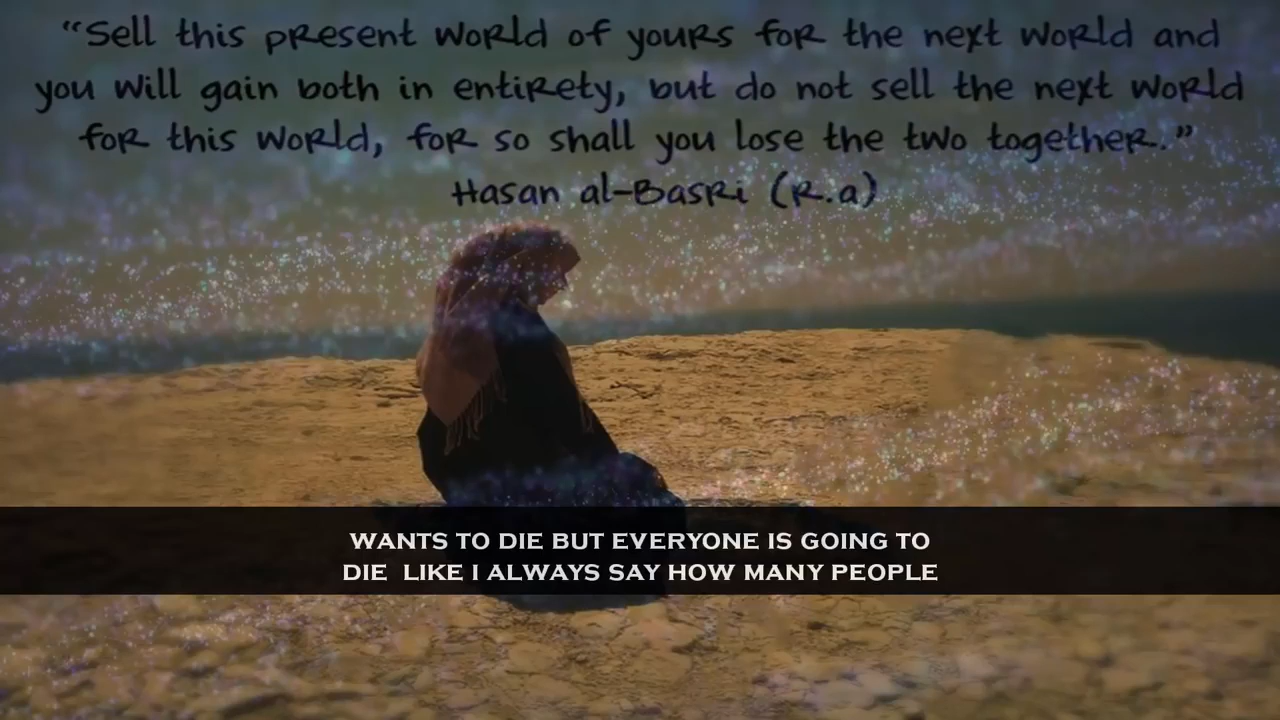 “Sell this present world of yours for the next world and
you will gain both in entirety, but do not sell the next world
for this world, for so shall you lose the two together.”
Hasan al-Basri (R.a)
WANTS TO DIE BUT EVERYONE IS GOING TO
DIE  LIKE I ALWAYS SAY HOW MANY PEOPLE